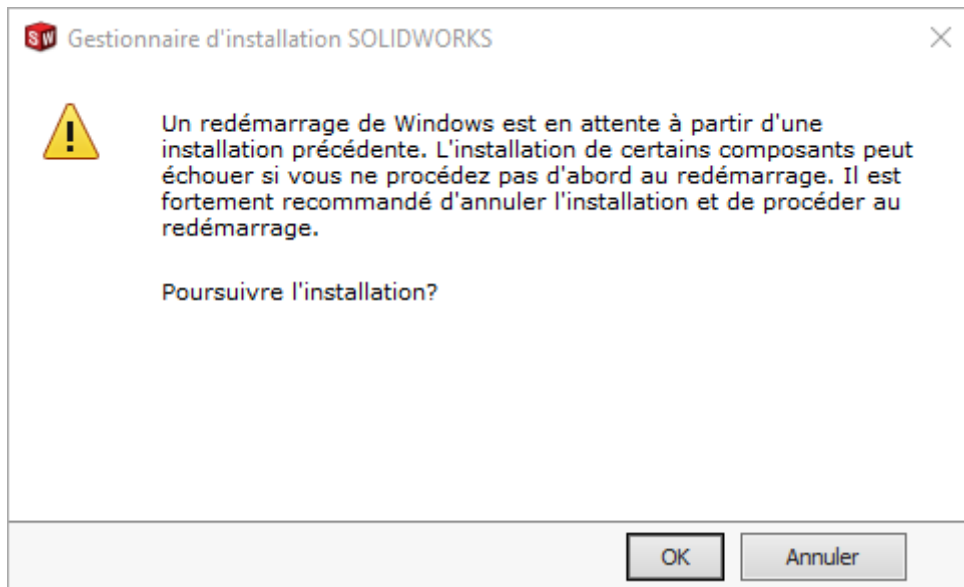 SW Gestionnaire d'installation SOLIDWORKS
Un redémarrage de Windows est en attente à partir d'une
installation précédente. L'installation de certains composants peut
échouer si vous ne procédez pas d'abord au redémarrage. Il est
fortement recommandé d'annuler l'installation et de procéder au
redémarrage.
Poursuivre l'installation?
OK Annuler